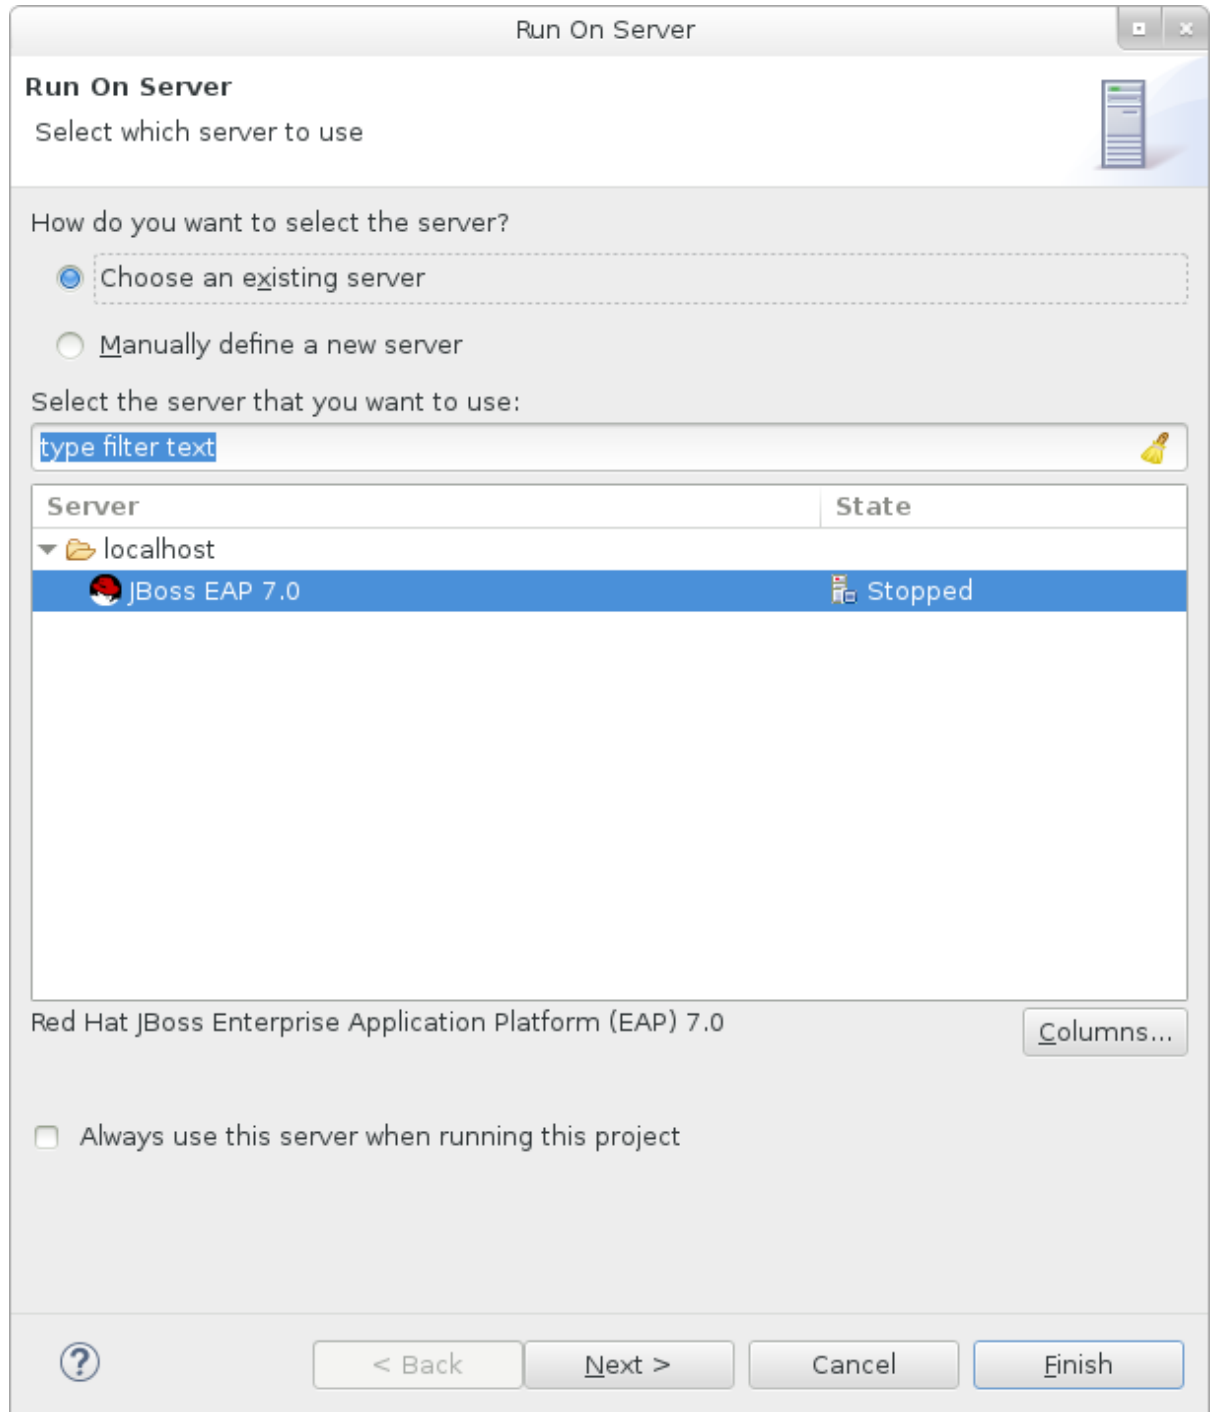 Run On Server
Run On Server
Select which server to use
How do you want to select the server?
Choose an existing server
Manually define a new server
Select the server that you want to use:
type filter text
Server State
localhost
JBoss EAP 7.0 Stopped
Red Hat JBoss Enterprise Application Platform (EAP) 7.0
Columns...
Always use this server when running this project
? < Back Next > Cancel Finish